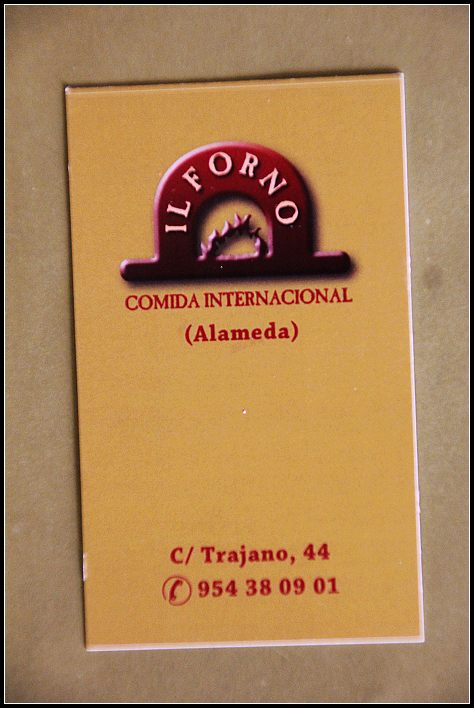 IL FORNO
COMIDA INTERNACIONAL
(Alameda)
C/ Trajano, 44
954 38 09 01